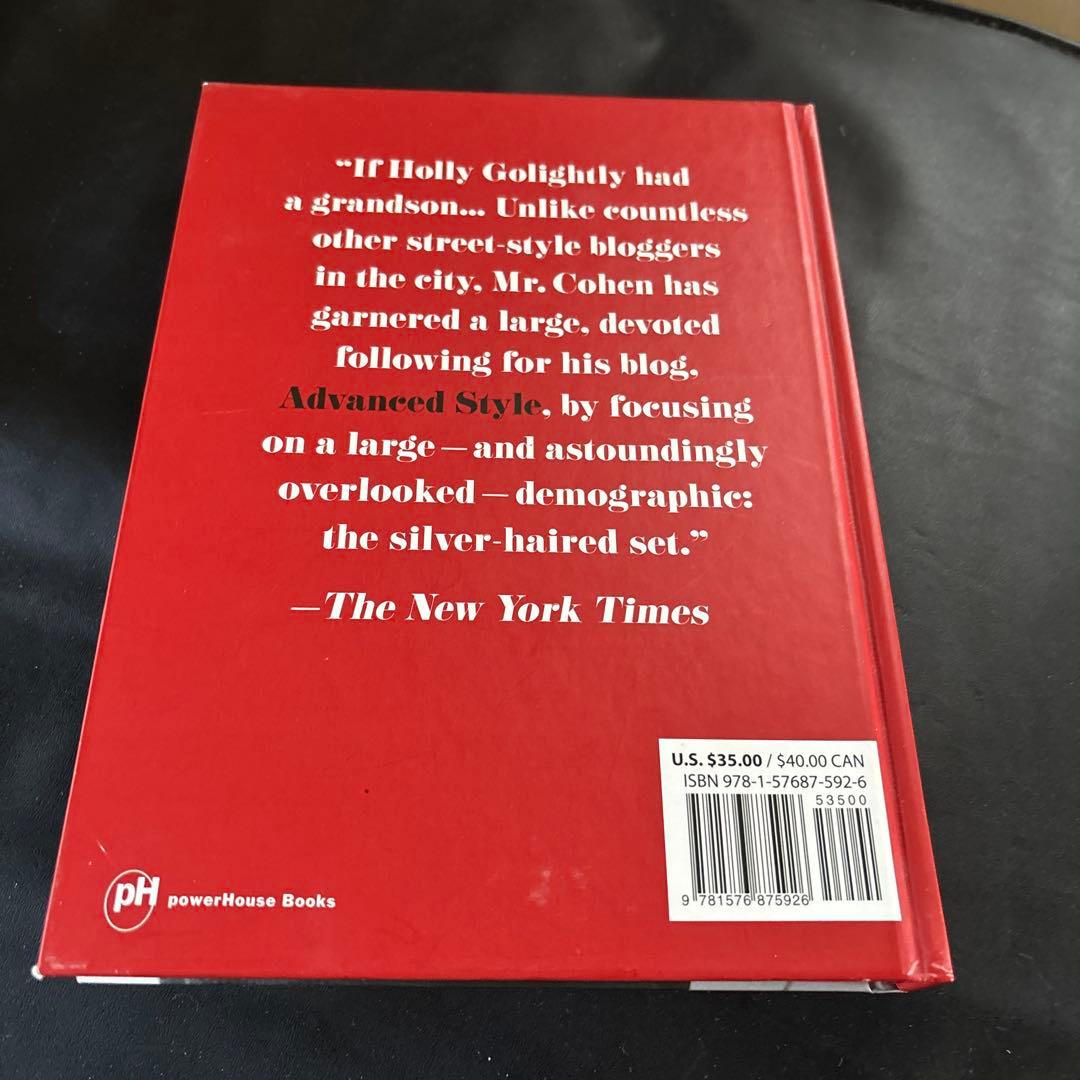 “If Holly Golightly had
a grandson... Unlike countless
other street-style bloggers
in the city, Mr. Cohen has
garnered a large, devoted
following for his blog,
Advanced Style, by focusing
on a large—and astoundingly
overlooked—demographic:
the silver-haired set.”
—The New York Times
U.S. $35.00 / $40.00 CAN
ISBN 978-1-57687-592-6
53500
9 781576 875926
pH powerHouse Books